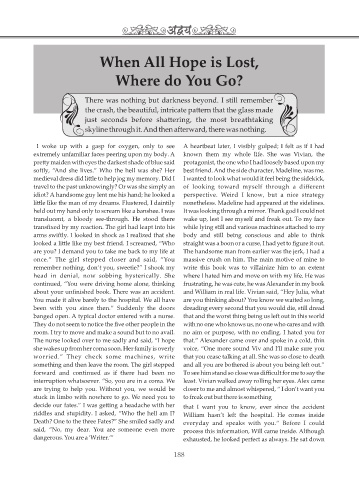 अद्वय
When All Hope is Lost,
Where do You Go?
There was nothing but darkness beyond. I still remember
the crash, the beautiful, intricate pattern that the glass made
just seconds before shattering, the most breathtaking
skyline through it. And then afterward, there was nothing.
I woke up with a gasp for oxygen, only to see
extremely unfamiliar faces peering upon my body. A
pretty maiden with eyes the darkest shade of blue said
softly, "And she lives." Who the hell was she? Her
medieval dress did little to help jog my memory. Did I
travel to the past unknowingly? Or was she simply an
idiot? A handsome guy lent me his hand; he looked a
little like the man of my dreams. Flustered, I daintily
held out my hand only to scream like a banshee. I was
translucent, a bloody see-through. He stood there
transfixed by my reaction. The girl had leapt into his
arms swiftly. I looked in shock as I realized that she
looked a little like my best friend. I screamed, "Who
are you? I demand you to take me back to my life at
once." The girl stepped closer and said, "You
remember nothing, don't you, sweetie?" I shook my
head in denial, now sobbing hysterically. She
continued, "You were driving home alone, thinking
about your unfinished book. There was an accident.
You made it alive barely to the hospital. We all have
been with you since then." Suddenly the doors
banged open. A typical doctor entered with a nurse.
They do not seem to notice the five other people in the
room. I try to move and make a sound but to no avail.
The nurse looked over me sadly and said, "I hope
she wakes up from her coma soon. Her family is overly
worried." They check some machines, write
something and then leave the room. The girl stepped
forward and continued as if there had been no
interruption whatsoever. "So, you are in a coma. We
are trying to help you. Without you, we would be
stuck in limbo with nowhere to go. We need you to
decide our fates." I was getting a headache with her
riddles and stupidity. I asked, "Who the hell am I?
Death? One to the three Fates?" She smiled sadly and
said, "No, my dear. You are someone even more
dangerous. You are a 'Writer.'"
A heartbeat later, I visibly gulped; I felt as if I had
known them my whole life. She was Vivian, the
protagonist, the one who I had loosely based upon my
best friend. And the side character, Madeline, was me.
I wanted to look what would it feel being the sidekick,
of looking toward myself through a different
perspective. Weird I know, but a nice strategy
nonetheless. Madeline had appeared at the sidelines.
It was looking through a mirror. Thank god I could not
wake up, lest I see myself and freak out. To my face
while lying still and various machines attached to my
body and still being conscious and able to think
straight was a boon or a curse, I had yet to figure it out.
The handsome man from earlier was the jerk, I had a
massive crush on him. The main motive of mine to
write this book was to villainize him to an extent
where I hated him and move on with my life. He was
frustrating, he was cute, he was Alexander in my book
and William in real life. Vivian said, "Hey Julia, what
are you thinking about? You know we waited so long,
dreading every second that you would die, still dread
that and the worst thing being us left out in this world
with no one who knows us, no one who cares and with
no aim or purpose, with no ending. I hated you for
that." Alexander came over and spoke in a cold, thin
voice. "One more sound Viv and I'll make sure you
that you cease talking at all. She was so close to death
and all you are bothered is about you being left out."
To see him stand so close was difficult for me to say the
least. Vivian walked away rolling her eyes. Alex came
closer to me and almost whispered, " I don't want you
to freak out but there is something
that I want you to know, ever since the accident
William hasn't left the hospital. He comes inside
everyday and speaks with you." Before I could
process this information, Will came inside. Although
exhausted, he looked perfect as always. He sat down
188